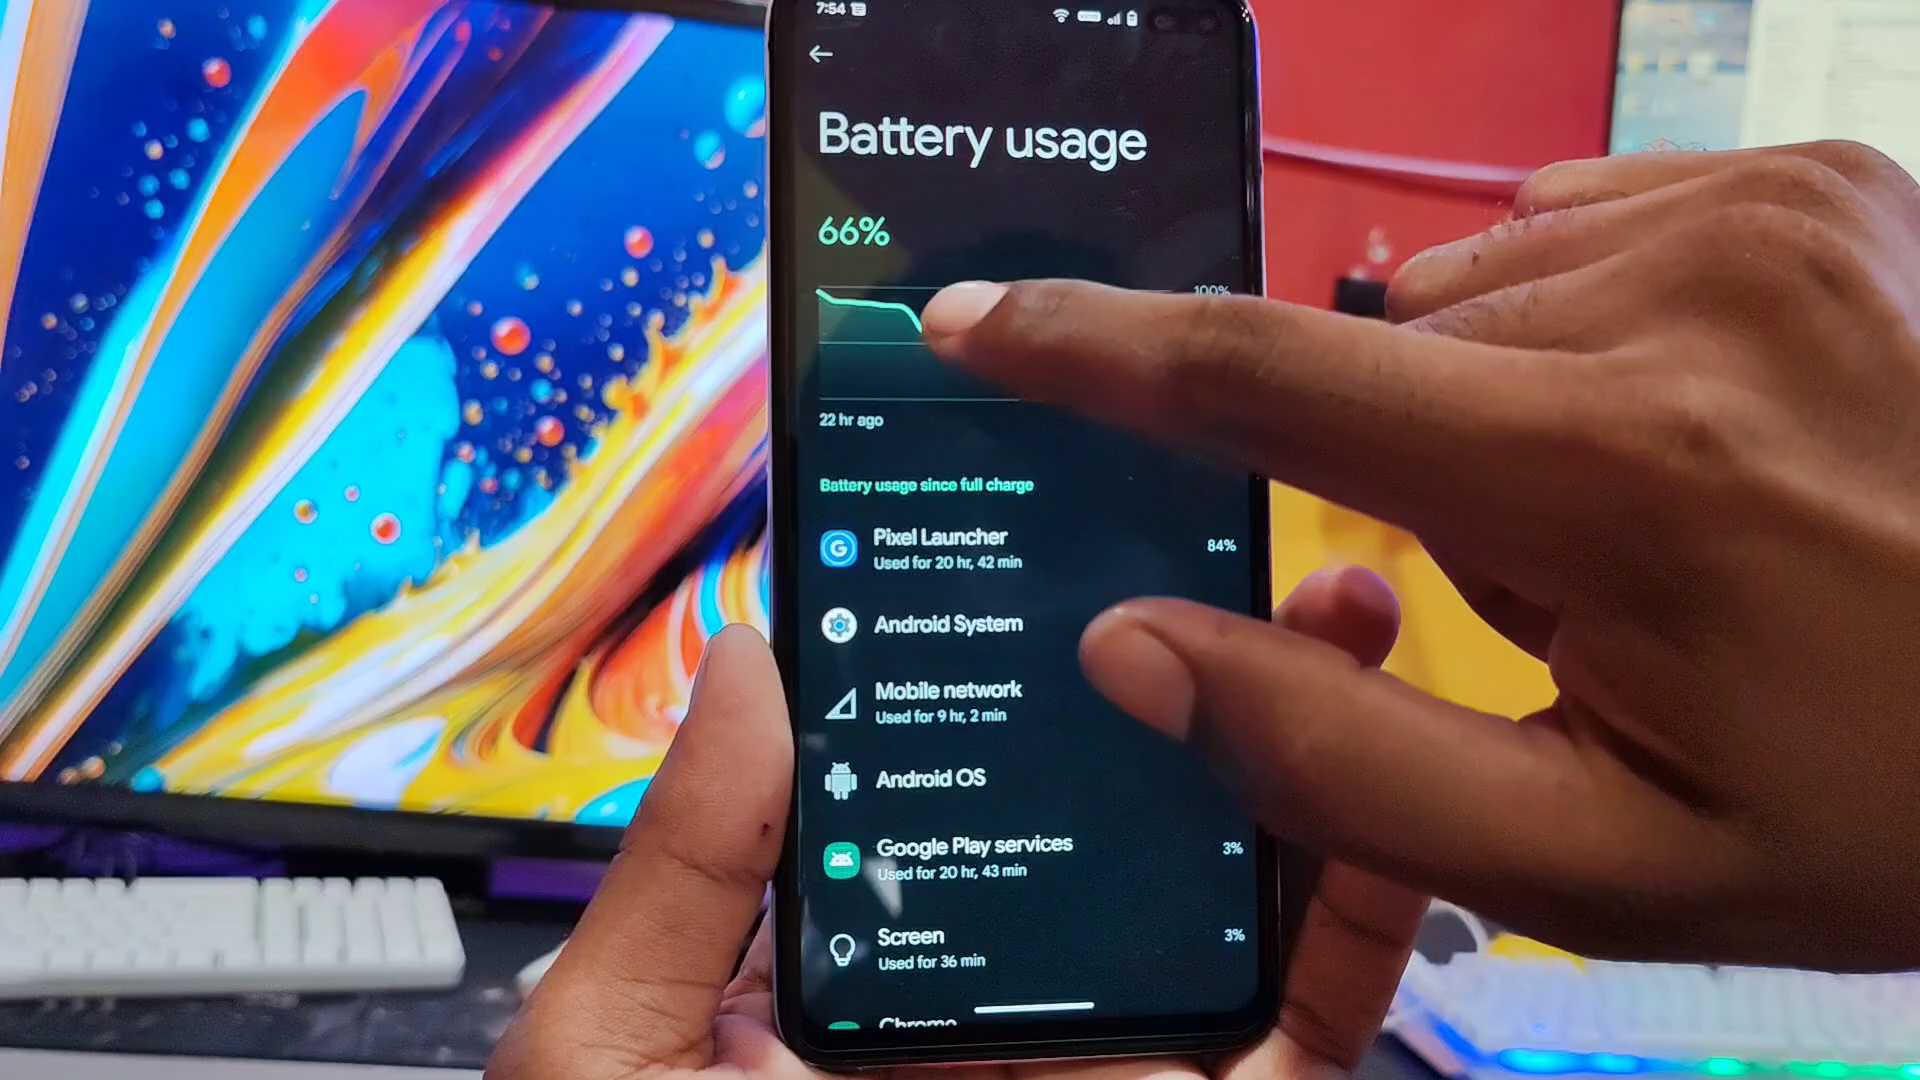 7:54
Battery usage
66%
100%
22 hr ago
Battery usage since full charge
Pixel Launcher
84%
Used for 20 hr, 42 min
Android System
Mobile network
Used for 9 hr, 2 min
Android OS
Google Play services
3%
Used for 20 hr, 43 min
Screen
3%
Used for 36 min
Chrome